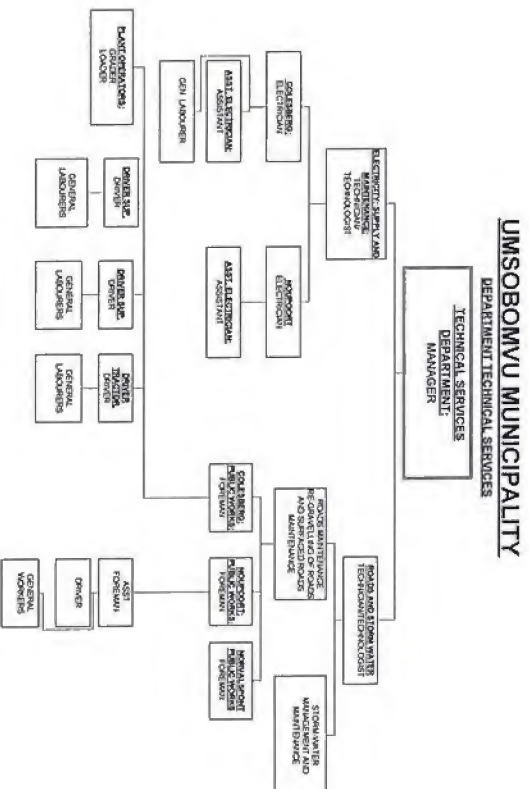 UMSOBOMVU MUNICIPALITY
DEPARTMENT TECHNICAL SERVICES
TECHNICAL SERVICES
DEPARTMENT:
MANAGER
ELECTRICITY: SUPPLY AND
MAINTENANCE:
TECHNICIAN/
TECHNOLOGIST
ROADS AND STORM WATER:
TECHNICIAN/TECHNOLOGIST
COLESBERG:
ELECTRICIAN
NOUPOORT
ELECTRICIAN:
ROADS MAINTENANCE
RE-GRAVELLING OF ROADS
AND SURFACED ROADS
MAINTENANCE
STORM-WATER
MANAGEMENT AND
MAINTENANCE
ASST. ELECTRICIAN:
ASSISTANT
ASST. ELECTRICIAN:
ASSISTANT
COLESBERG:
PUBLIC WORKS:
FOREMAN
NOUPOORT:
PUBLIC WORKS:
FOREMAN
NORVALSPONT
PUBLIC WORKS
FOREMAN
GEN. LABOURER
PLANT OPERATORS:
GRADER
LOADER
DRIVER SUP.
DRIVER
DRIVER SUP.
DRIVER
DRIVER
TRACTOR
DRIVER
ASST
FOREMAN
GENERAL
LABOURERS
GENERAL
LABOURERS
GENERAL
LABOURERS
DRIVER
GENERAL
WORKERS